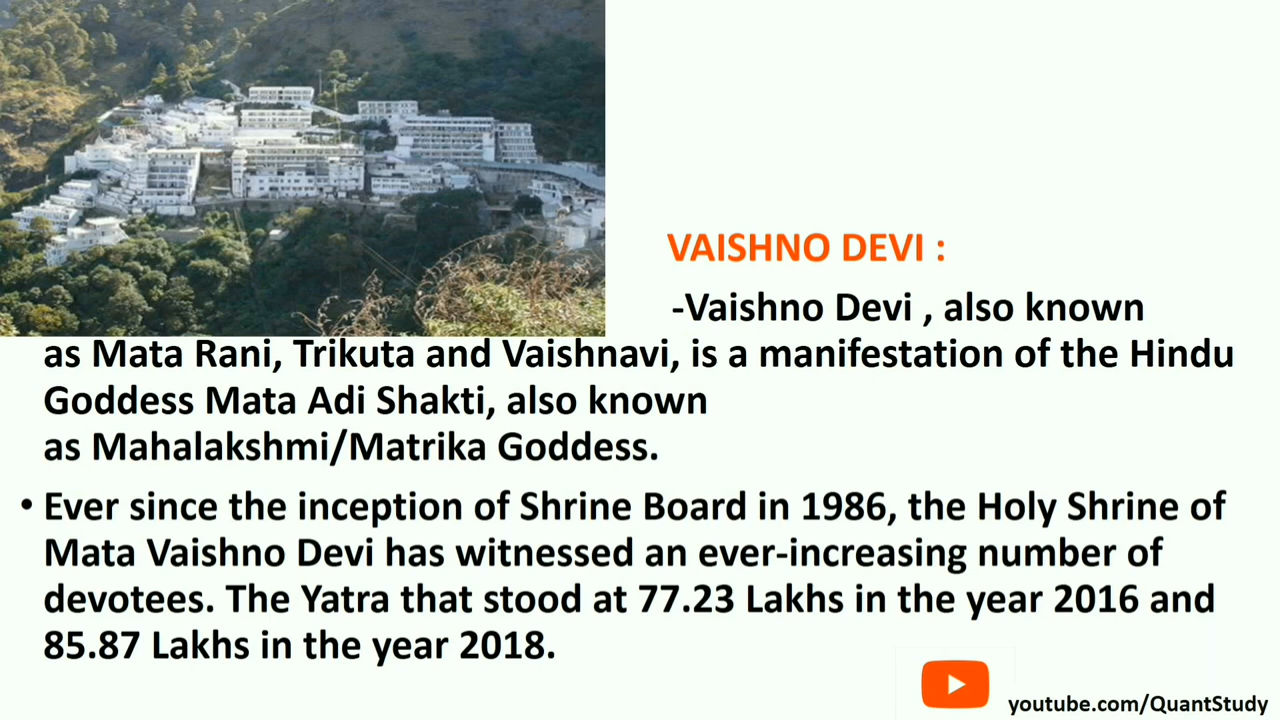 VAISHNO DEVI :
-Vaishno Devi , also known
as Mata Rani, Trikuta and Vaishnavi, is a manifestation of the Hindu
Goddess Mata Adi Shakti, also known
as Mahalakshmi/Matrika Goddess.
• Ever since the inception of Shrine Board in 1986, the Holy Shrine of
Mata Vaishno Devi has witnessed an ever-increasing number of
devotees. The Yatra that stood at 77.23 Lakhs in the year 2016 and
85.87 Lakhs in the year 2018.
youtube.com/QuantStudy